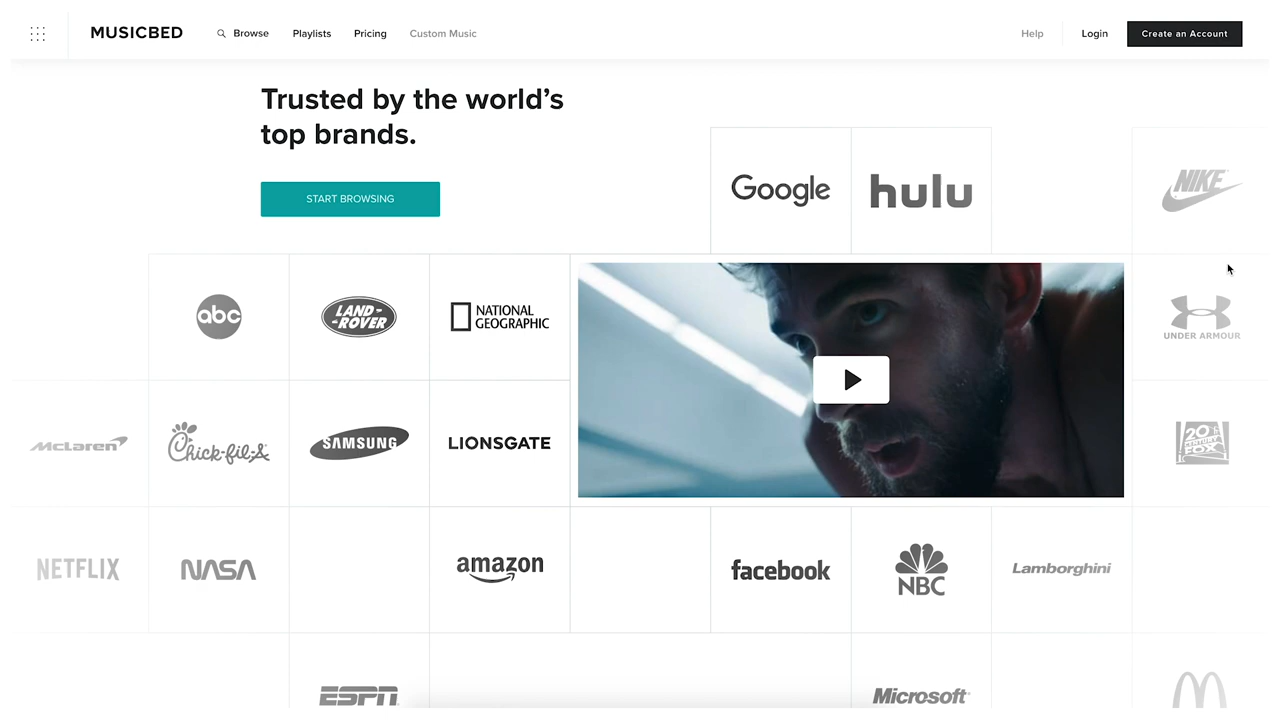 MUSICBED
Browse
Playlists
Pricing
Custom Music
Help
Login
Create an Account
Trusted by the world’s
top brands.
START BROWSING
Google
hulu
NIKE
abc
LAND-
-ROVER
NATIONAL
GEOGRAPHIC
UNDER ARMOUR
McLaren
Chick-fil-A
SAMSUNG
LIONSGATE
20
CENTURY
FOX
NETFLIX
NASA
amazon
facebook
NBC
Lamborghini
ESPN
Microsoft